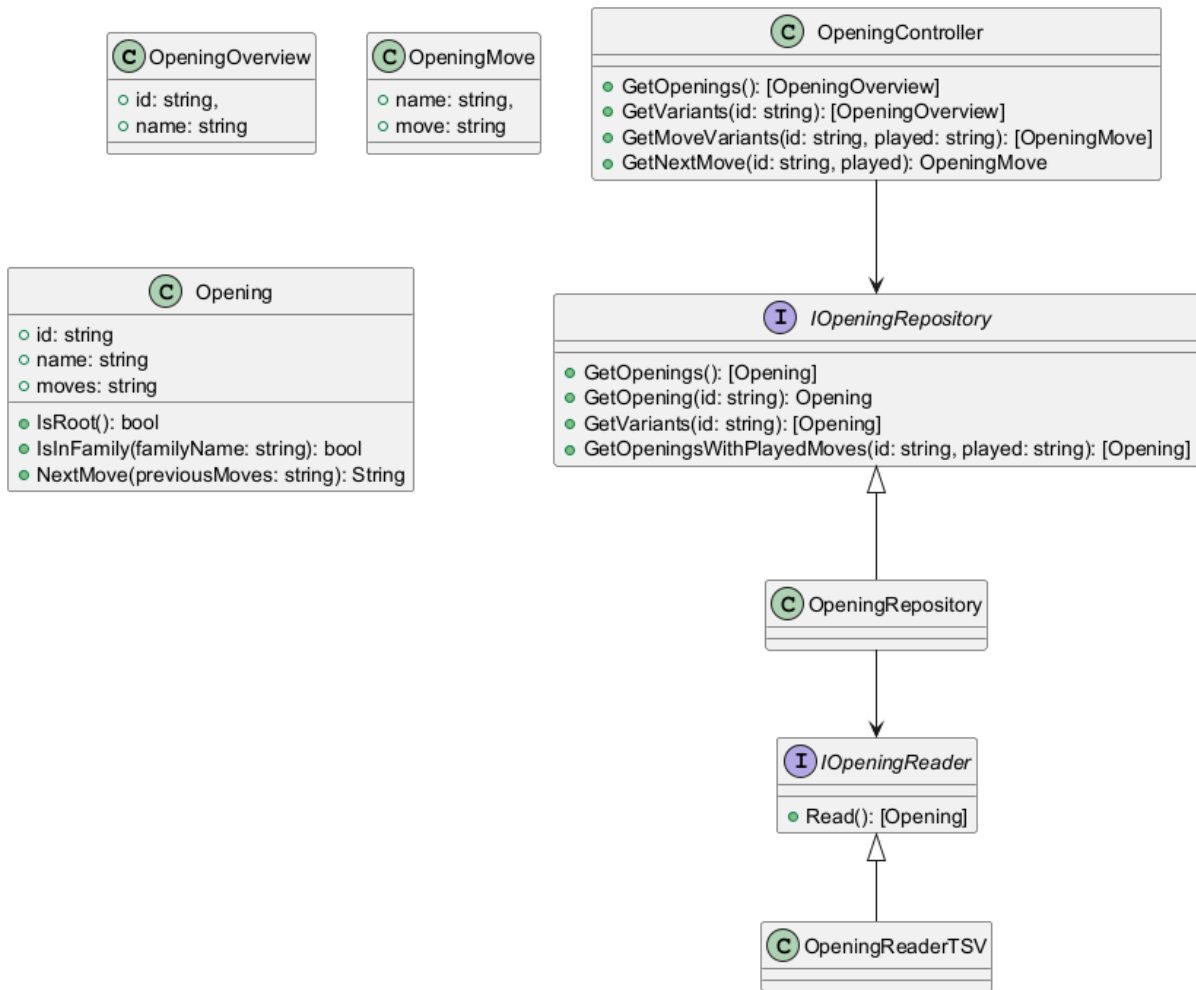 C OpeningOverview
id: string,
name: string
C OpeningMove
name: string,
move: string
C OpeningController
GetOpenings(): [OpeningOverview]
GetVariants(id: string): [OpeningOverview]
GetMoveVariants(id: string, played: string): [OpeningMove]
GetNextMove(id: string, played): OpeningMove
C Opening
id: string
name: string
moves: string
IsRoot(): bool
IsInFamily(familyName: string): bool
NextMove(previousMoves: string): String
I IOpeningRepository
GetOpenings(): [Opening]
GetOpening(id: string): Opening
GetVariants(id: string): [Opening]
GetOpeningsWithPlayedMoves(id: string, played: string): [Opening]
C OpeningRepository
I IOpeningReader
Read(): [Opening]
C OpeningReaderTSV